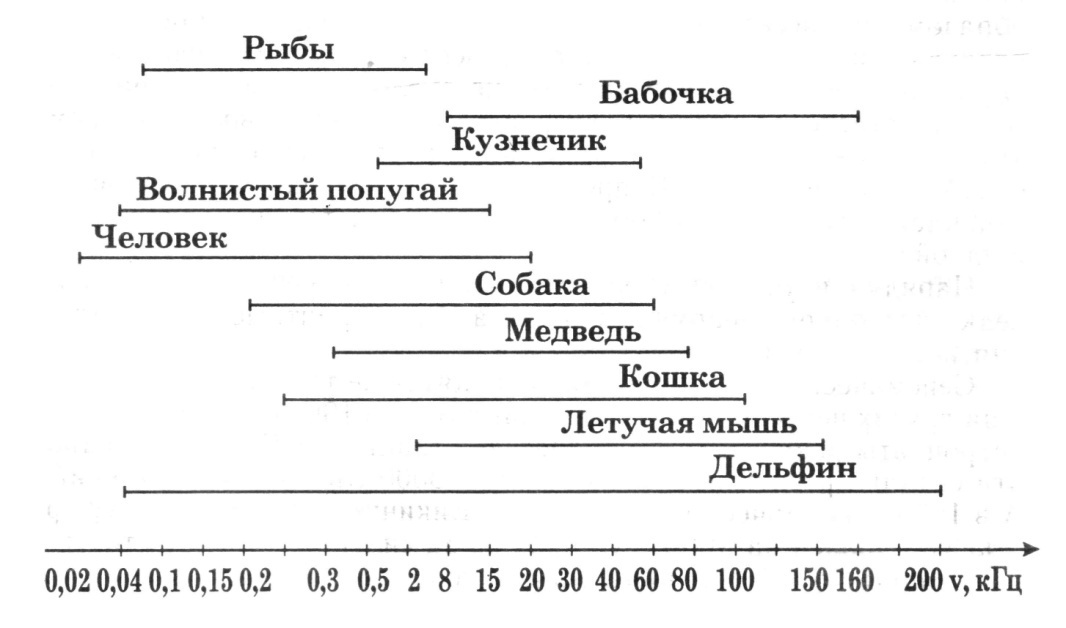 Рыбы
Бабочка
Кузнечик
Волнистый попугай
Человек
Собака
Медведь
Кошка
Летучая мышь
Дельфин
0,02 0,04 0,1 0,15 0,2 0,3 0,5 2 8 15 20 30 40 60 80 100 150 160 200 ν, кГц